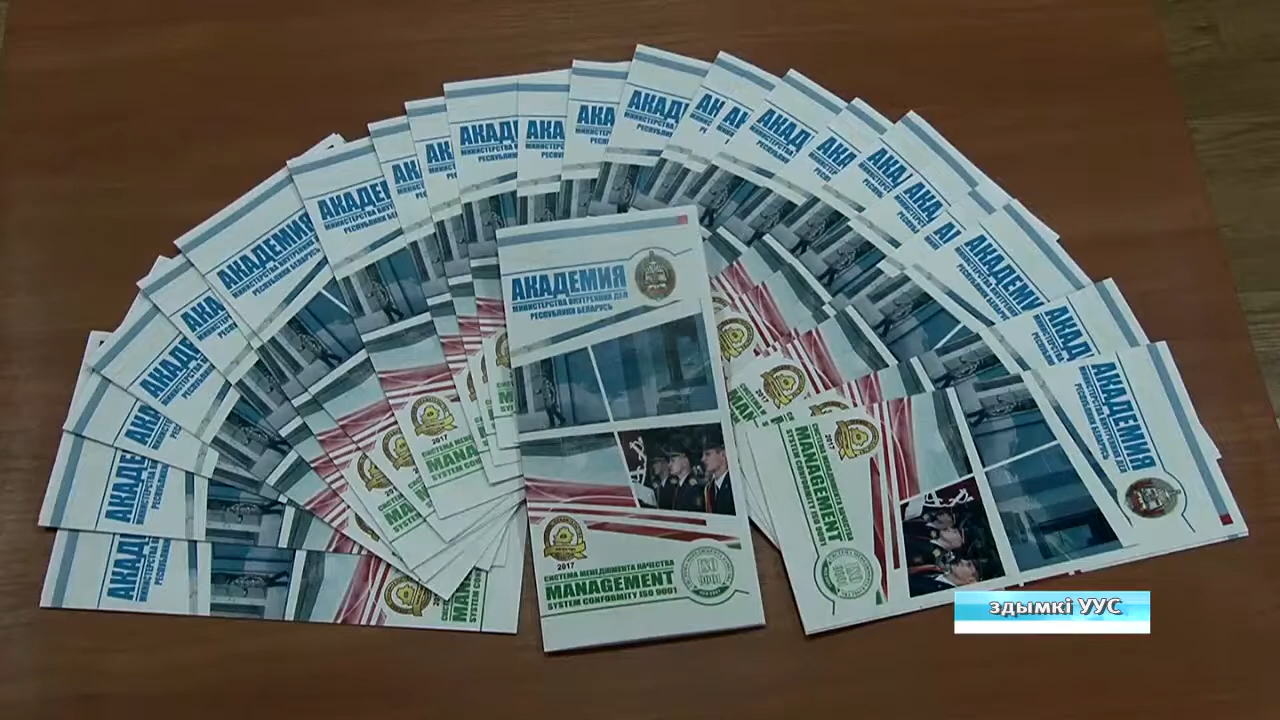 АКАДЕМИЯ
МИНИСТЕРСТВА ВНУТРЕННИХ ДЕЛ
РЕСПУБЛИКИ БЕЛАРУСЬ
2017
СИСТЕМА МЕНЕДЖМЕНТА КАЧЕСТВА
MANAGEMENT
SYSTEM CONFORMITY ISO 9001
ISO
9001
здымкі УУС